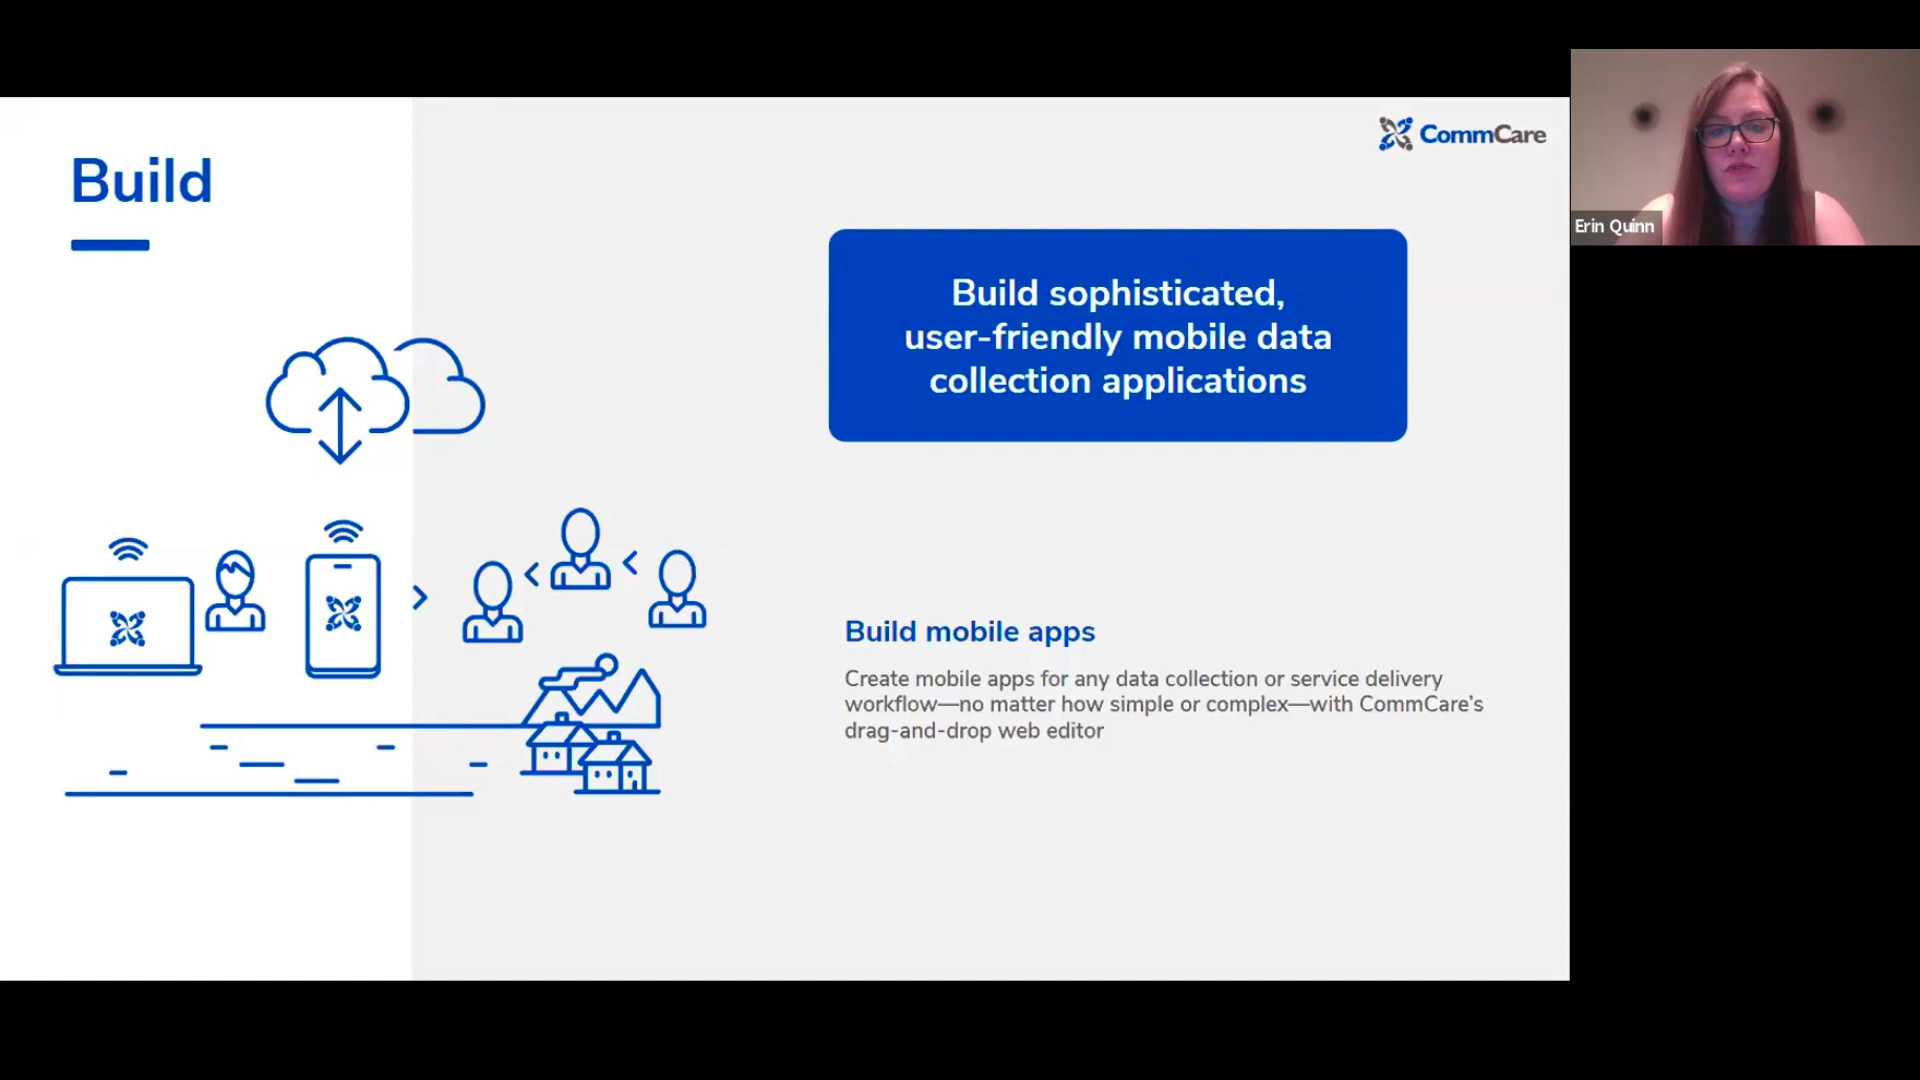 Build
CommCare
Build sophisticated,
user-friendly mobile data
collection applications
Build mobile apps
Create mobile apps for any data collection or service delivery
workflow—no matter how simple or complex—with CommCare's
drag-and-drop web editor
Erin Quinn